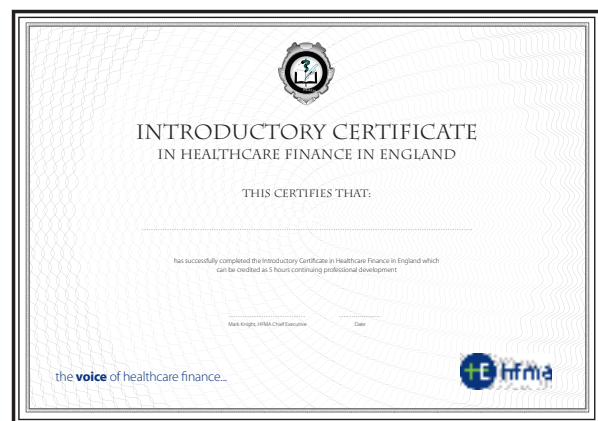 INTRODUCTORY CERTIFICATE
IN HEALTHCARE FINANCE IN ENGLAND
THIS CERTIFIES THAT:
has successfully completed the Introductory Certificate in Healthcare Finance in England which
can be credited as 5 hours continuing professional development
Mark Knight, HFMA Chief Executive Date
the voice of healthcare finance...
hfma